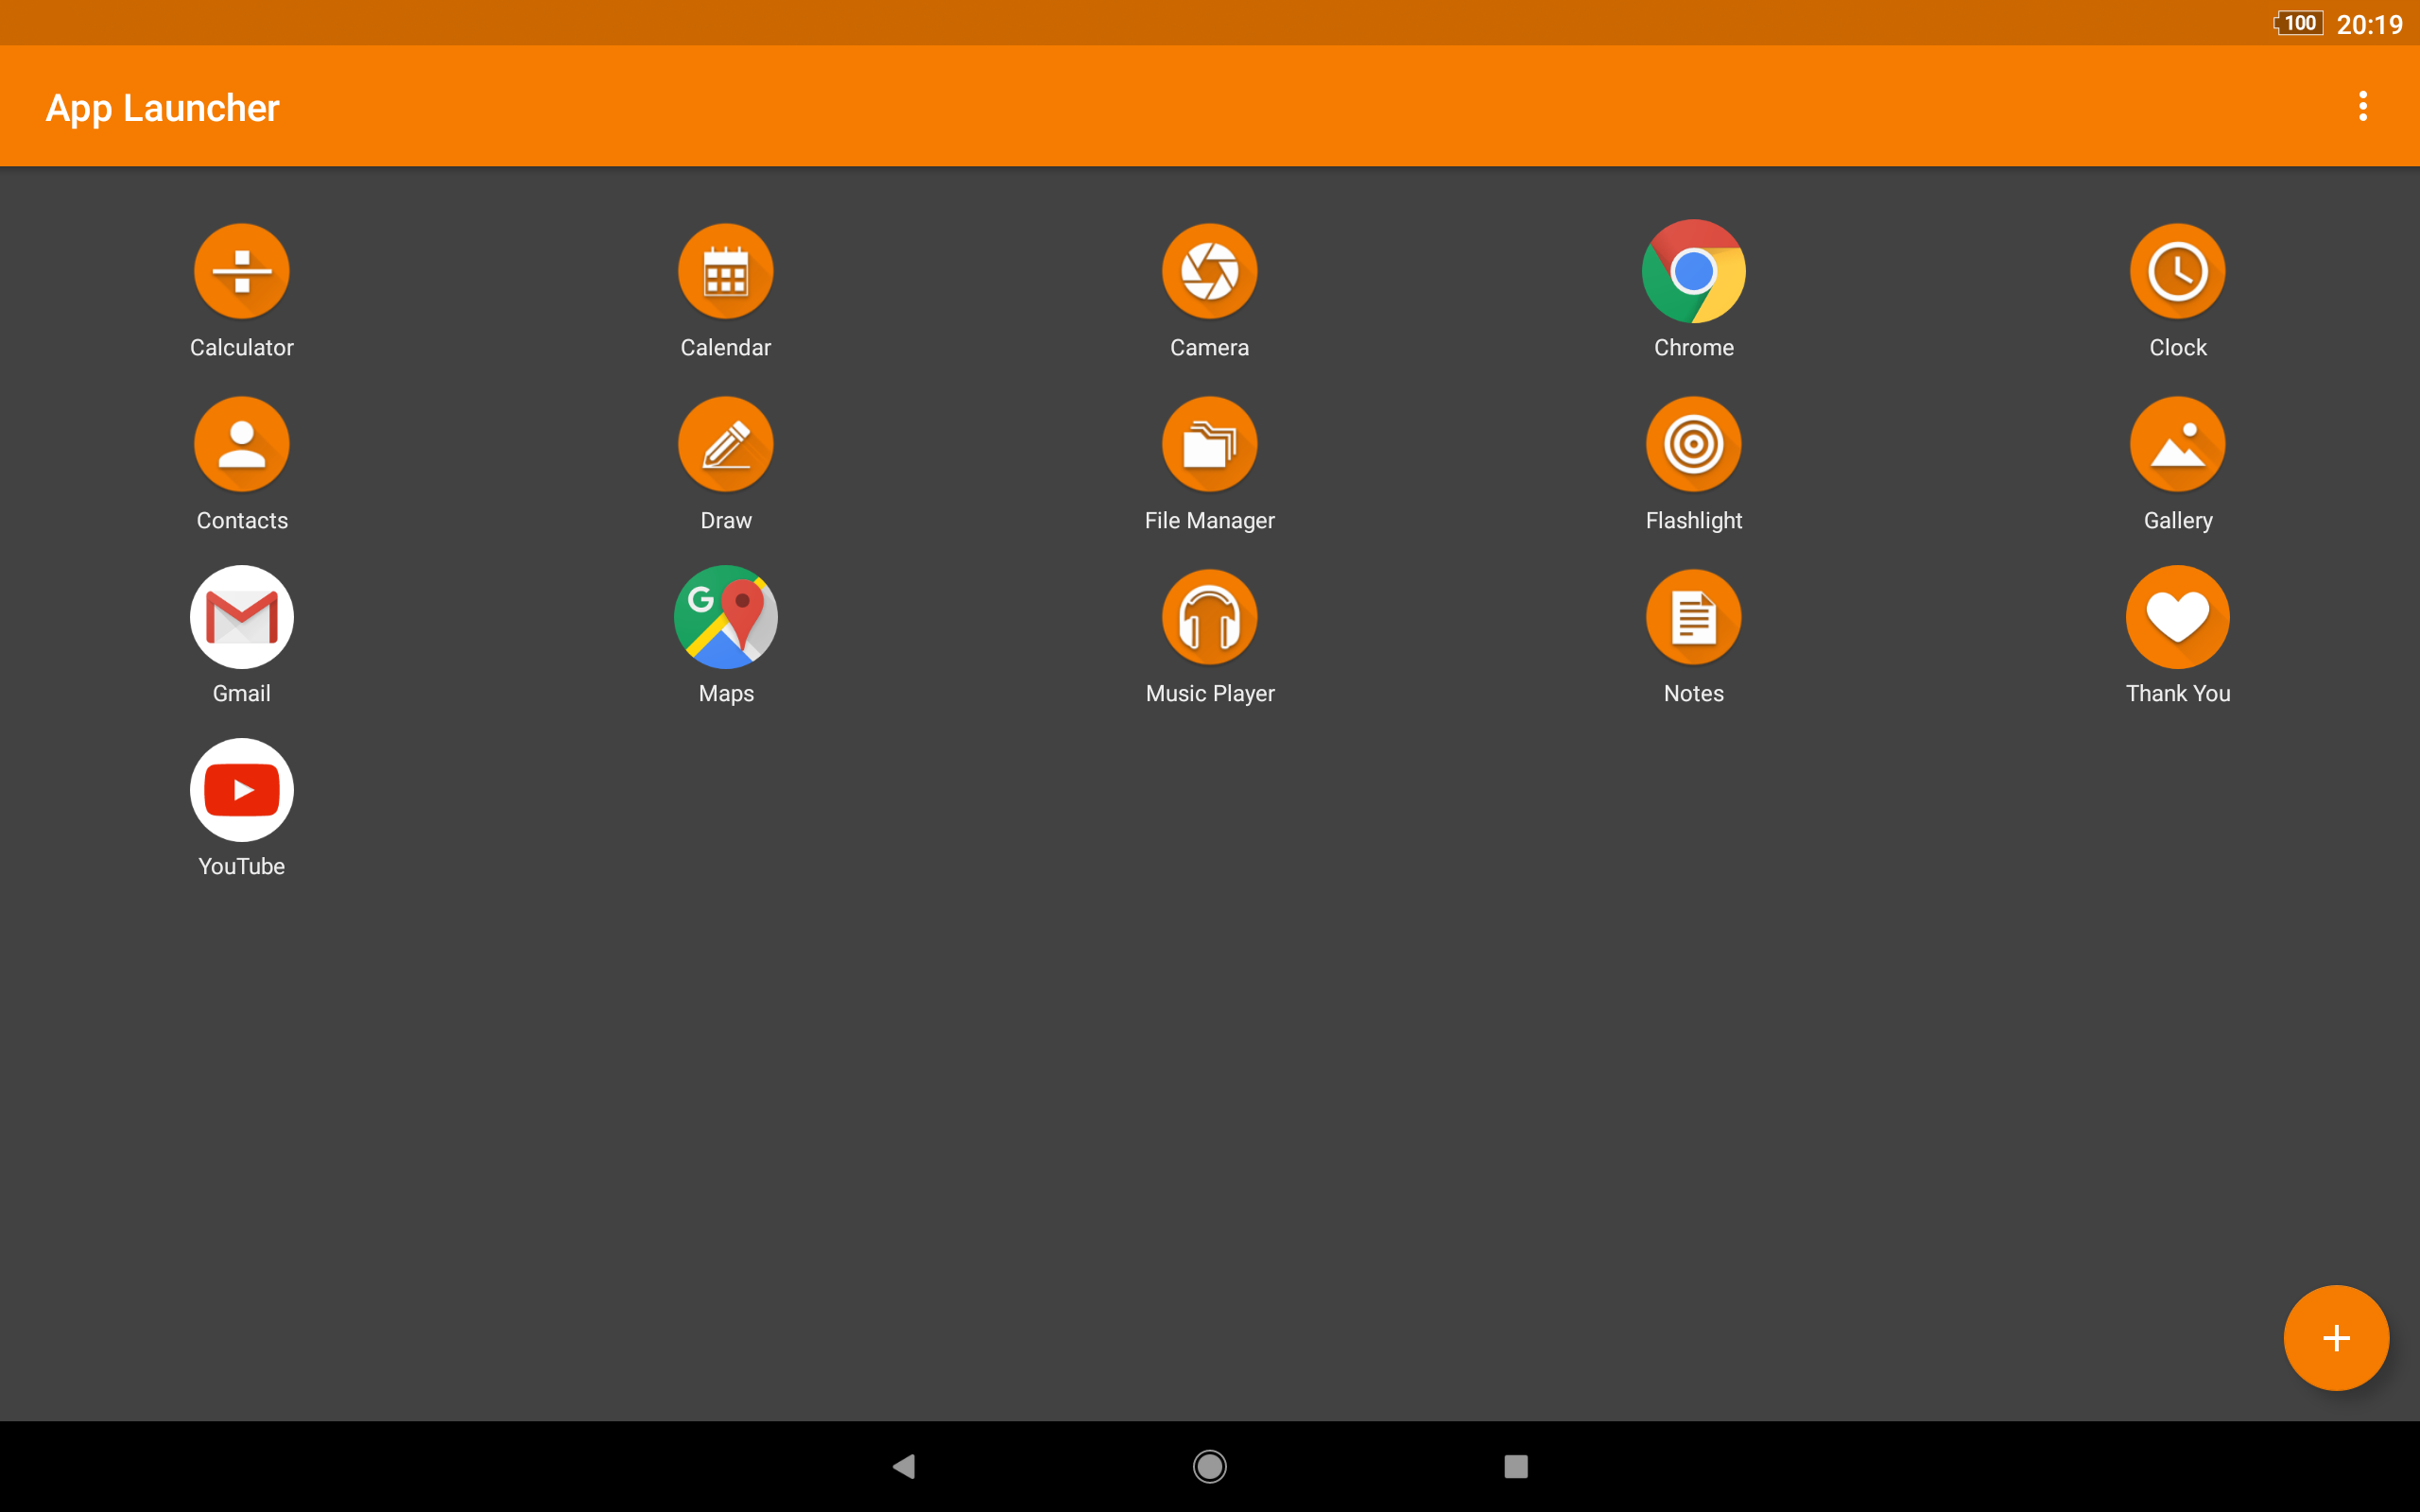 100 20:19
App Launcher
Calculator Calendar Camera Chrome Clock
Contacts Draw File Manager Flashlight Gallery
G
Gmail Maps Music Player Notes Thank You
YouTube